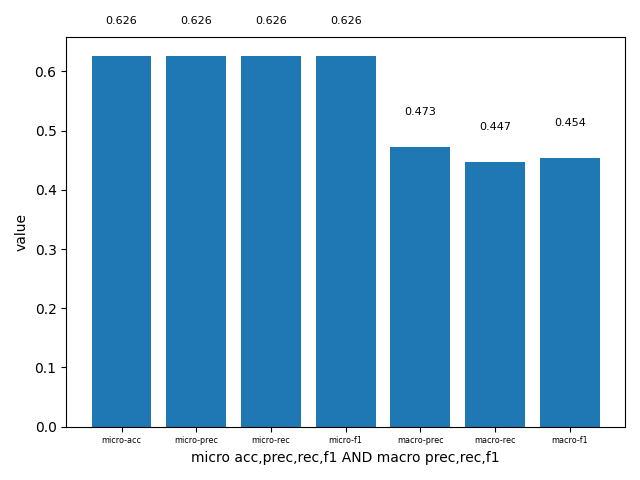 0.626 0.626 0.626 0.626
0.473 0.447 0.454
0.6
0.5
0.4
0.3
0.2
0.1
0.0
value
micro-acc micro-prec micro-rec micro-f1 macro-prec macro-rec macro-f1
micro acc,prec,rec,f1 AND macro prec,rec,f1